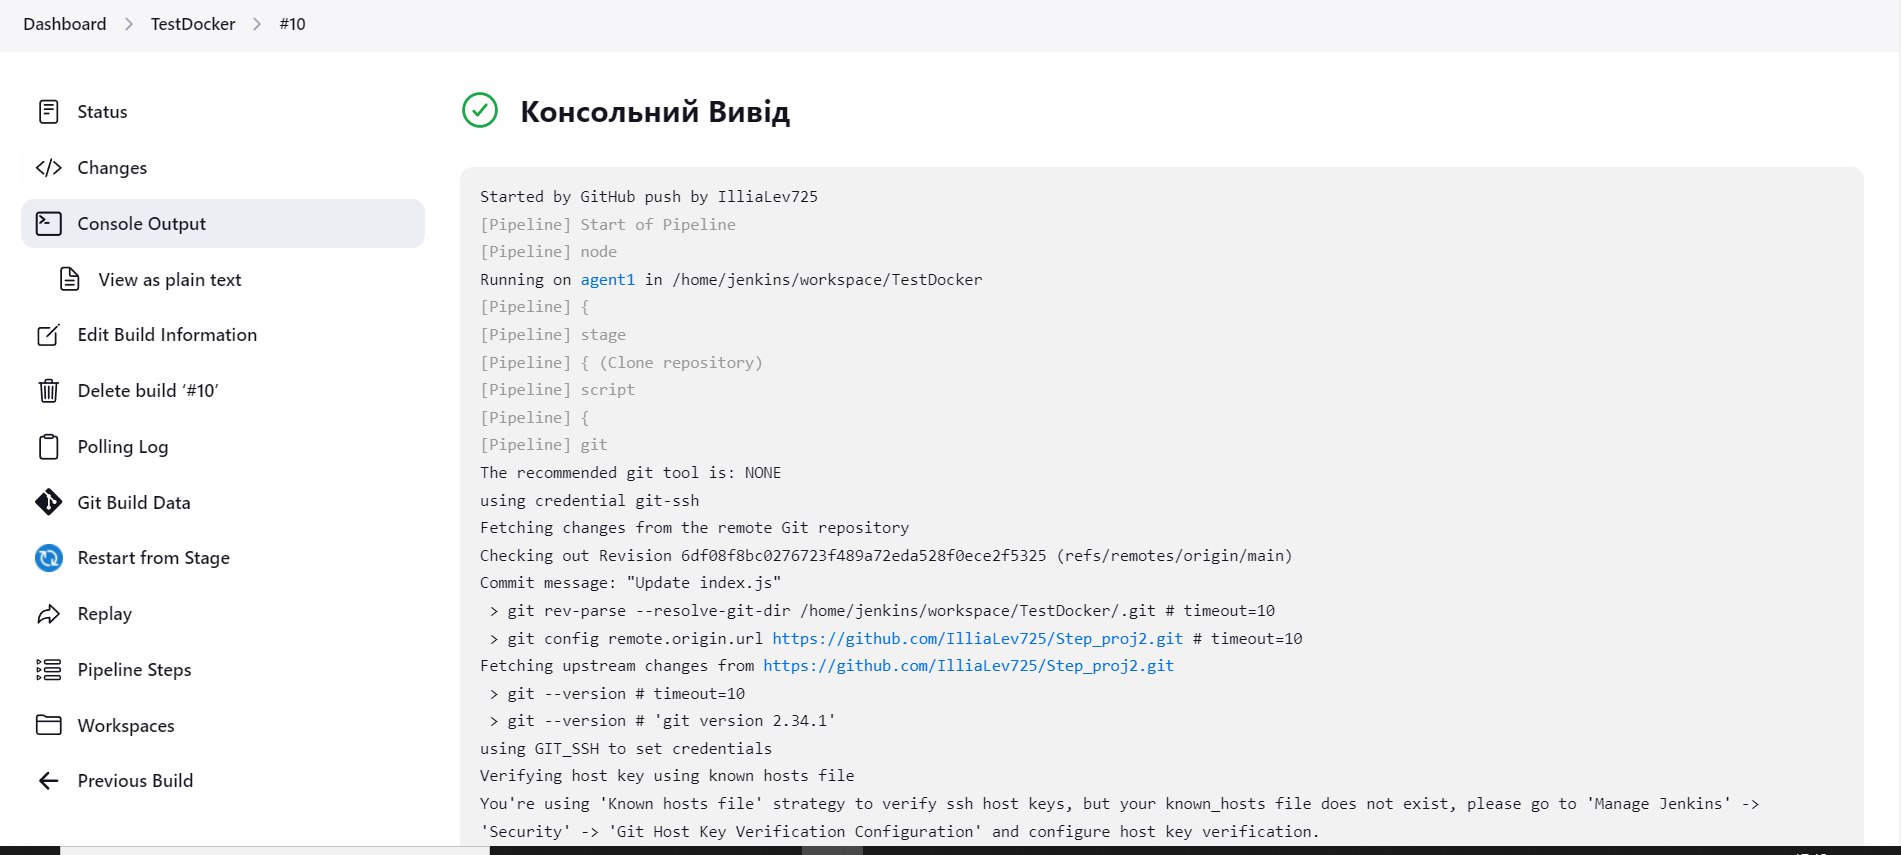 Dashboard > TestDocker > #10
Status
Changes
Console Output
View as plain text
Edit Build Information
Delete build ‘#10’
Polling Log
Git Build Data
Restart from Stage
Replay
Pipeline Steps
Workspaces
Previous Build
Консольний Вивід
Started by GitHub push by IlliaLev725
[Pipeline] Start of Pipeline
[Pipeline] node
Running on agent1 in /home/jenkins/workspace/TestDocker
[Pipeline] {
[Pipeline] stage
[Pipeline] { (Clone repository)
[Pipeline] script
[Pipeline] {
[Pipeline] git
The recommended git tool is: NONE
using credential git-ssh
Fetching changes from the remote Git repository
Checking out Revision 6df08f8bc0276723f489a72eda528f0ece2f5325 (refs/remotes/origin/main)
Commit message: "Update index.js"
> git rev-parse --resolve-git-dir /home/jenkins/workspace/TestDocker/.git # timeout=10
> git config remote.origin.url https://github.com/IlliaLev725/Step_proj2.git # timeout=10
Fetching upstream changes from https://github.com/IlliaLev725/Step_proj2.git
> git --version # timeout=10
> git --version # 'git version 2.34.1'
using GIT_SSH to set credentials
Verifying host key using known hosts file
You're using 'Known hosts file' strategy to verify ssh host keys, but your known_hosts file does not exist, please go to 'Manage Jenkins' ->
'Security' -> 'Git Host Key Verification Configuration' and configure host key verification.